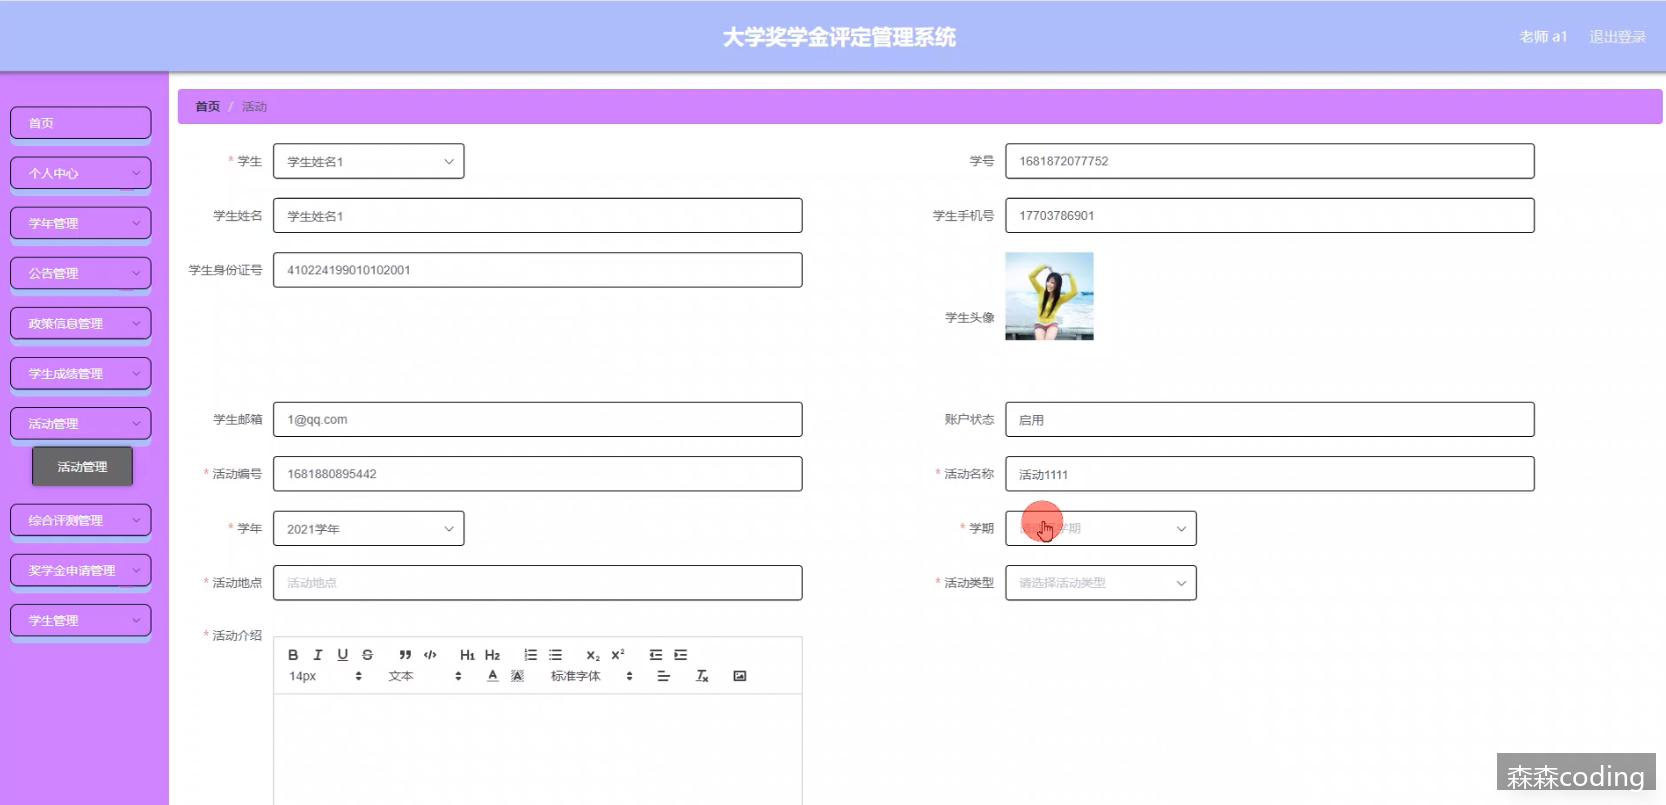 大学奖学金评定管理系统
老师 a1 退出登录
首页
个人中心
学年管理
公告管理
政策信息管理
学生成绩管理
活动管理
活动管理
综合评测管理
奖学金申请管理
学生管理
首页 / 活动
* 学生 学生姓名1
学号 1681872077752
学生姓名 学生姓名1
学生手机号 17703786901
学生身份证号 410224199010102001
学生头像
学生邮箱 1@qq.com
账户状态 启用
* 活动编号 1681880895442
* 活动名称 活动1111
* 学年 2021学年
* 学期 学期
* 活动地点 活动地点
* 活动类型 请选择活动类型
* 活动介绍
B I U S ” </> H1 H2 x₂ x²
14px 文本 A A 标准字体 Tx
森森coding